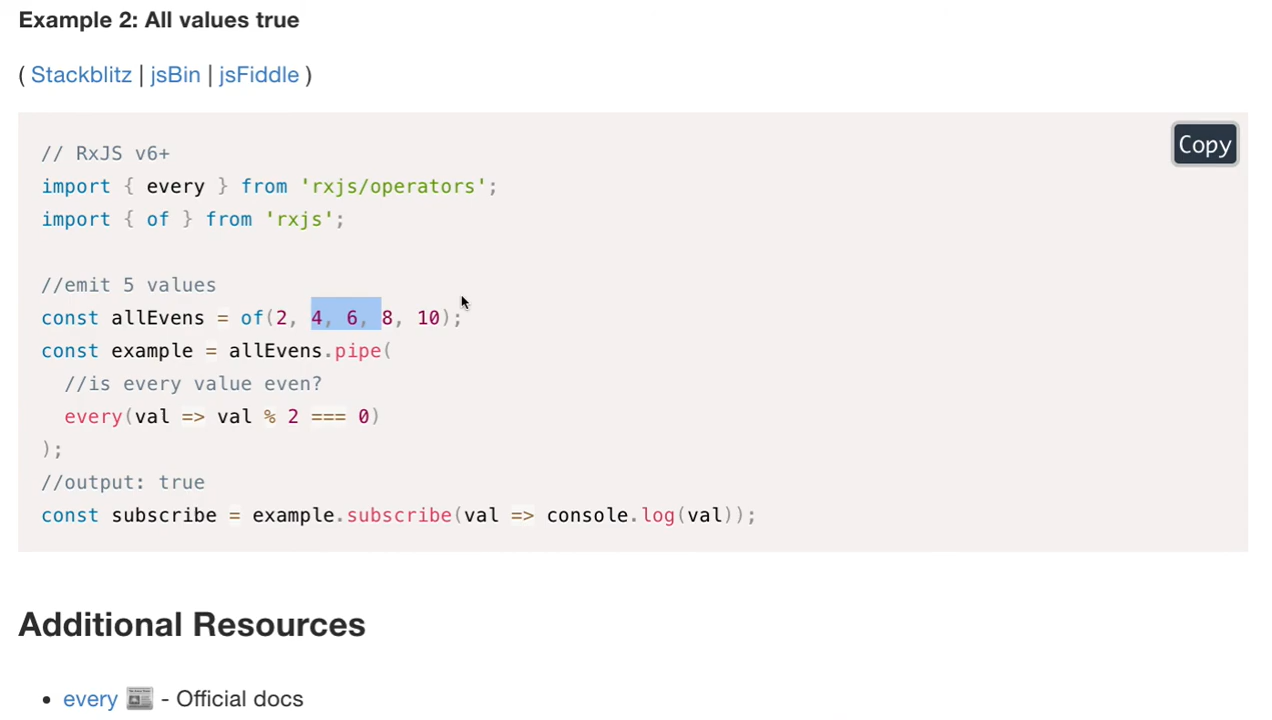 Example 2: All values true
( Stackblitz | jsBin | jsFiddle )
Copy
// RxJS v6+
import { every } from 'rxjs/operators';
import { of } from 'rxjs';
//emit 5 values
const allEvens = of(2, 4, 6, 8, 10);
const example = allEvens.pipe(
//is every value even?
every(val => val % 2 === 0)
);
//output: true
const subscribe = example.subscribe(val => console.log(val));
Additional Resources
• every 📰 - Official docs